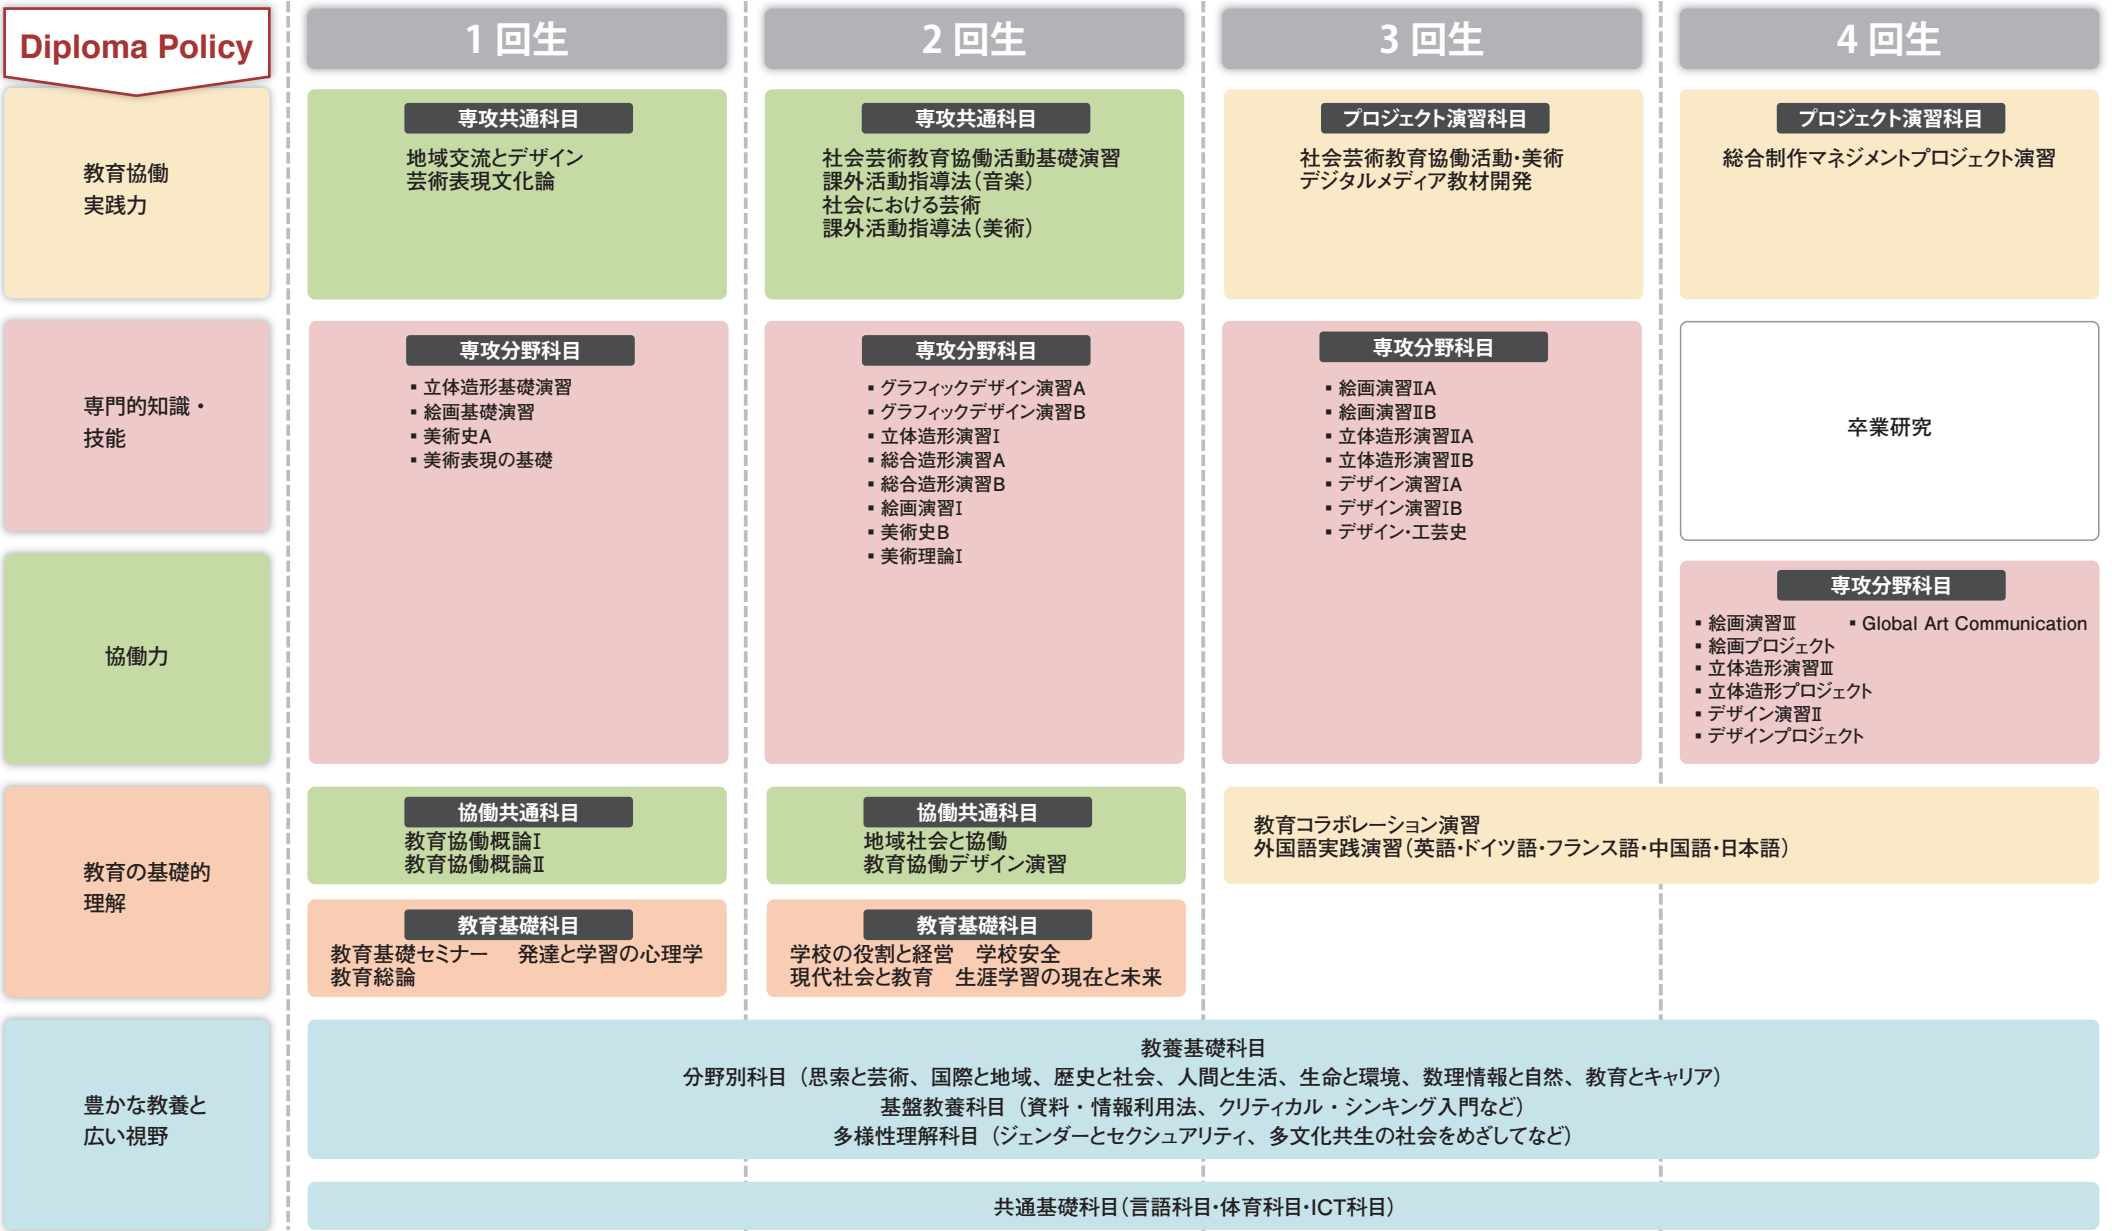 Diploma Policy
1 回生
2 回生
3 回生
4 回生
教育協働
実践力
専攻共通科目
地域交流とデザイン
芸術表現文化論
専攻共通科目
社会芸術教育協働活動基礎演習
課外活動指導法（音楽）
社会における芸術
課外活動指導法（美術）
プロジェクト演習科目
社会芸術教育協働活動・美術
デジタルメディア教材開発
プロジェクト演習科目
総合制作マネジメントプロジェクト演習
専門的知識・
技能
専攻分野科目
▪ 立体造形基礎演習
▪ 絵画基礎演習
▪ 美術史A
▪ 美術表現の基礎
専攻分野科目
▪ グラフィックデザイン演習A
▪ グラフィックデザイン演習B
▪ 立体造形演習I
▪ 総合造形演習A
▪ 総合造形演習B
▪ 絵画演習I
▪ 美術史B
▪ 美術理論I
専攻分野科目
▪ 絵画演習ⅡA
▪ 絵画演習ⅡB
▪ 立体造形演習ⅡA
▪ 立体造形演習ⅡB
▪ デザイン演習IA
▪ デザイン演習IB
▪ デザイン・工芸史
卒業研究
協働力
専攻分野科目
▪ 絵画演習Ⅲ ▪ Global Art Communication
▪ 絵画プロジェクト
▪ 立体造形演習Ⅲ
▪ 立体造形プロジェクト
▪ デザイン演習Ⅱ
▪ デザインプロジェクト
教育の基礎的
理解
協働共通科目
教育協働概論I
教育協働概論Ⅱ
協働共通科目
地域社会と協働
教育協働デザイン演習
教育コラボレーション演習
外国語実践演習（英語・ドイツ語・フランス語・中国語・日本語）
教育基礎科目
教育基礎セミナー　発達と学習の心理学
教育総論
教育基礎科目
学校の役割と経営　学校安全
現代社会と教育　生涯学習の現在と未来
豊かな教養と
広い視野
教養基礎科目
分野別科目（思索と芸術、国際と地域、歴史と社会、人間と生活、生命と環境、数理情報と自然、教育とキャリア）
基盤教養科目（資料・情報利用法、クリティカル・シンキング入門など）
多様性理解科目（ジェンダーとセクシュアリティ、多文化共生の社会をめざしてなど）
共通基礎科目（言語科目・体育科目・ICT科目）